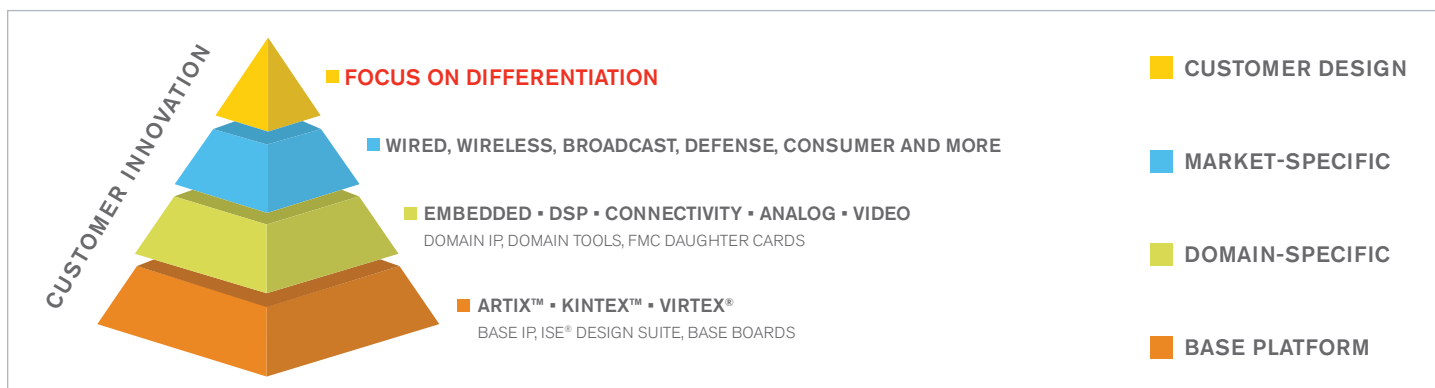 CUSTOMER INNOVATION
FOCUS ON DIFFERENTIATION
WIRED, WIRELESS, BROADCAST, DEFENSE, CONSUMER AND MORE
EMBEDDED ▪ DSP ▪ CONNECTIVITY ▪ ANALOG ▪ VIDEO
DOMAIN IP, DOMAIN TOOLS, FMC DAUGHTER CARDS
ARTIX™ ▪ KINTEX™ ▪ VIRTEX®
BASE IP, ISE® DESIGN SUITE, BASE BOARDS
CUSTOMER DESIGN
MARKET-SPECIFIC
DOMAIN-SPECIFIC
BASE PLATFORM